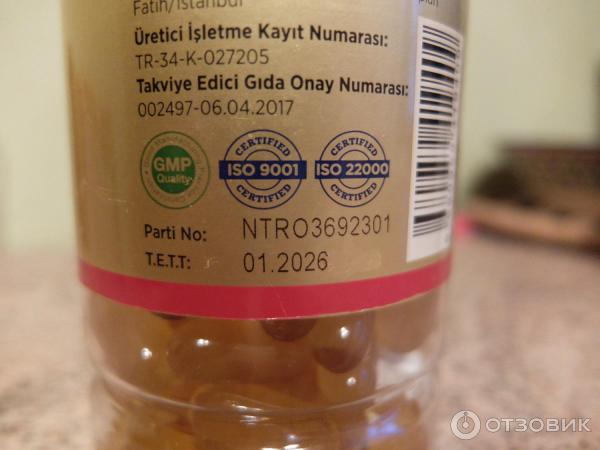 Fatih/İstanbul
Üretici İşletme Kayıt Numarası:
TR-34-K-027205
Takviye Edici Gıda Onay Numarası:
002497-06.04.2017
GMP
Quality
CERTIFIED
ISO 9001
CERTIFIED
CERTIFIED
ISO 22000
CERTIFIED
Parti No: NTRO3692301
T.E.T.T: 01.2026
ОТЗОВИК